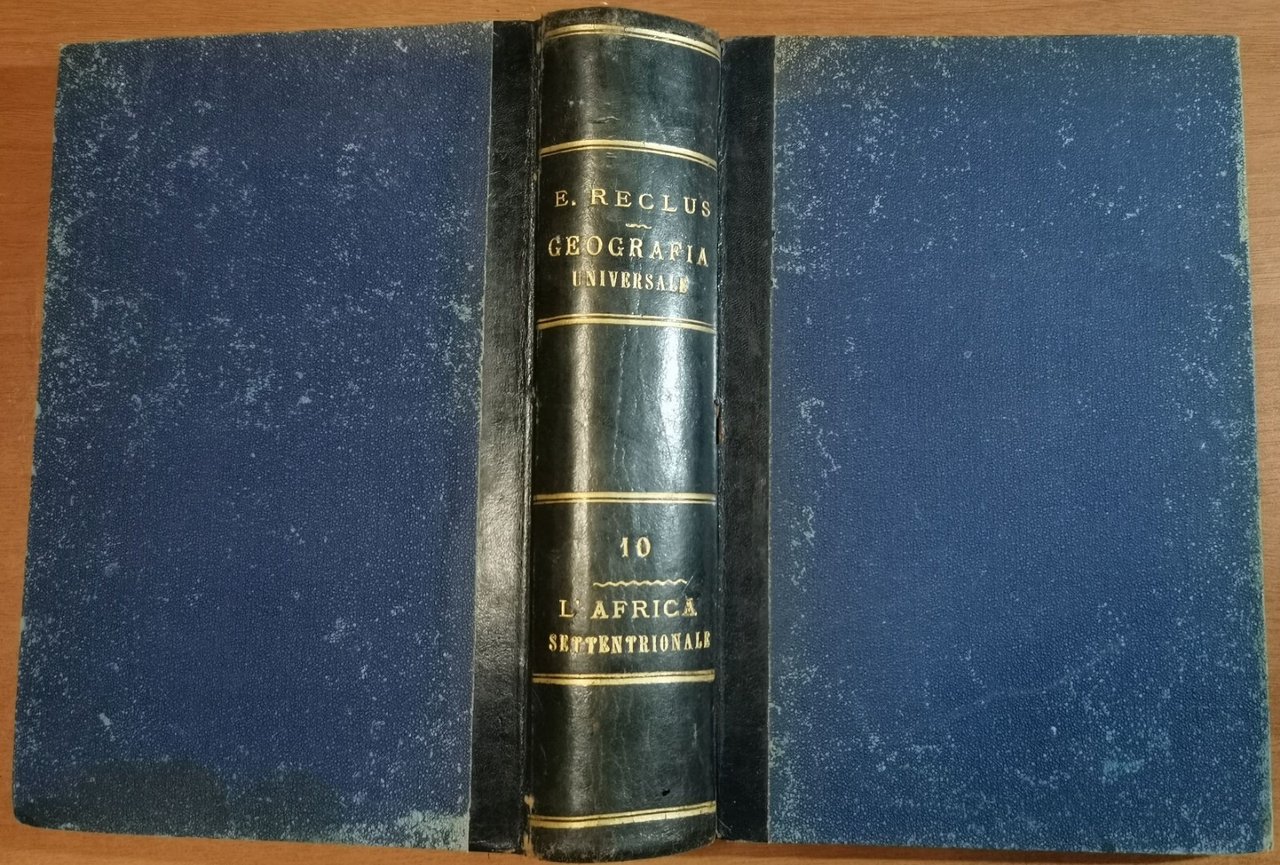 E. RECLUS
GEOGRAFIA
UNIVERSALE
10
L'AFRICA
SETTENTRIONALE